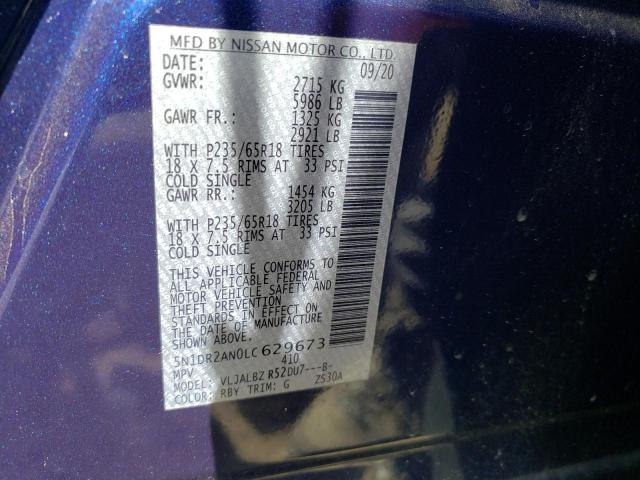 MFD BY NISSAN MOTOR CO., LTD.
DATE: 09/20
GVWR: 2715 KG
5986 LB
GAWR FR.: 1325 KG
2921 LB
WITH P235/65R18 TIRES
18 X 7.5 RIMS AT 33 PSI
COLD SINGLE
GAWR RR.: 1454 KG
3205 LB
WITH P235/65R18 TIRES
18 X 7.5 RIMS AT 33 PSI
COLD SINGLE
THIS VEHICLE CONFORMS TO
ALL APPLICABLE FEDERAL
MOTOR VEHICLE SAFETY AND
THEFT PREVENTION
STANDARDS IN EFFECT ON
THE DATE OF MANUFACTURE
SHOWN ABOVE.
5N1DR2AN0LC629673
MPV 410
MODEL: VLJALBZ R52DU7---B-
COLOR: RBY TRIM: G ZS30A